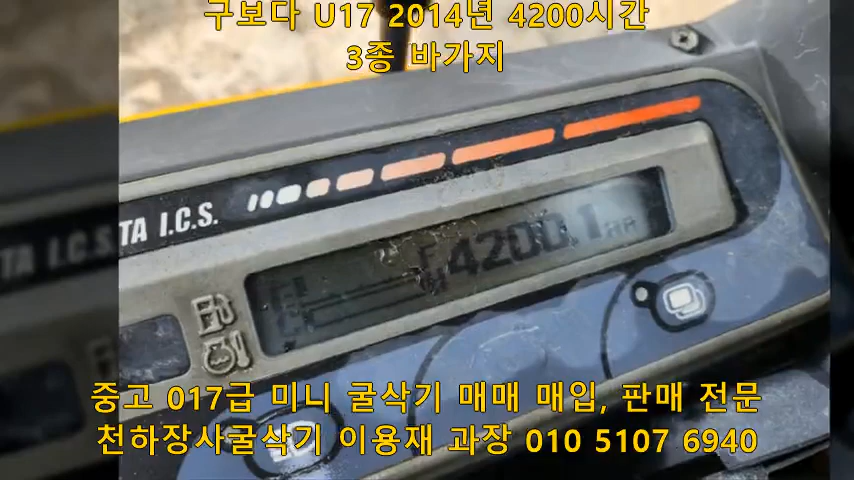 구보다 U17 2014년 4200시간
3종 바가지
TA I.C.S.
4200.1
중고 017급 미니 굴삭기 매매 매입, 판매 전문
천하장사굴삭기 이용재 과장 010 5107 6940